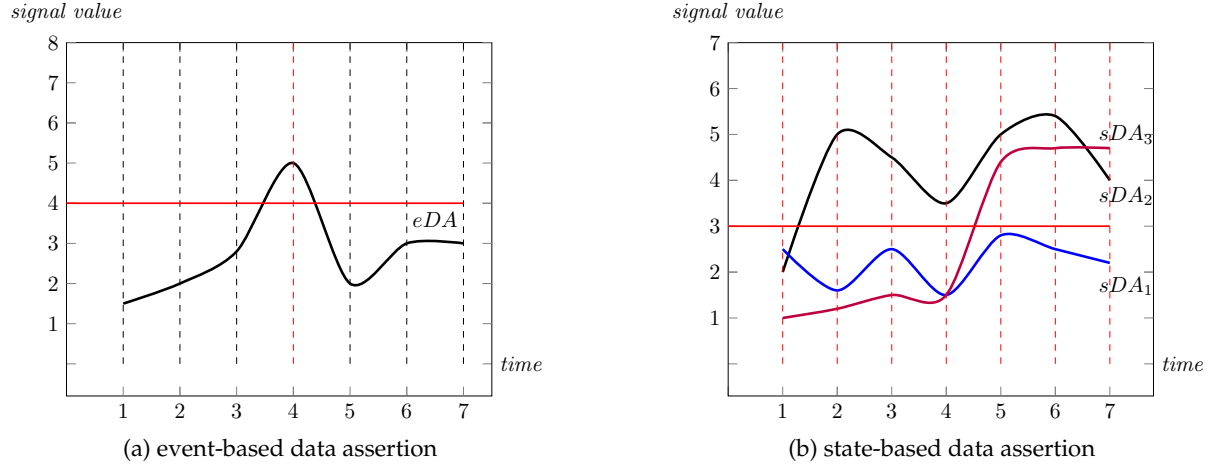 signal value
8
7
6
5
4
3
2
1
eDA
time
1 2 3 4 5 6 7
(a) event-based data assertion
signal value
7
6
5
4
3
2
1
sDA3
sDA2
sDA1
time
1 2 3 4 5 6 7
(b) state-based data assertion